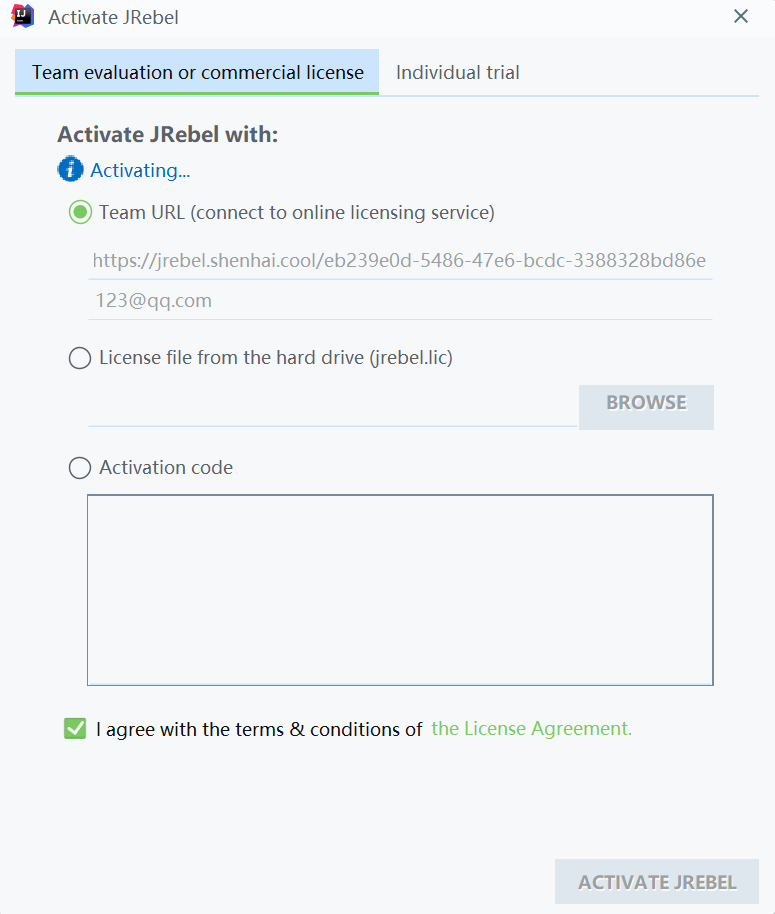 Activate JRebel
Team evaluation or commercial license
Individual trial
Activate JRebel with:
Activating...
Team URL (connect to online licensing service)
https://jrebel.shenhai.cool/eb239e0d-5486-47e6-bcdc-3388328bd86e
123@qq.com
License file from the hard drive (jrebel.lic)
BROWSE
Activation code
I agree with the terms & conditions of the License Agreement.
ACTIVATE JREBEL